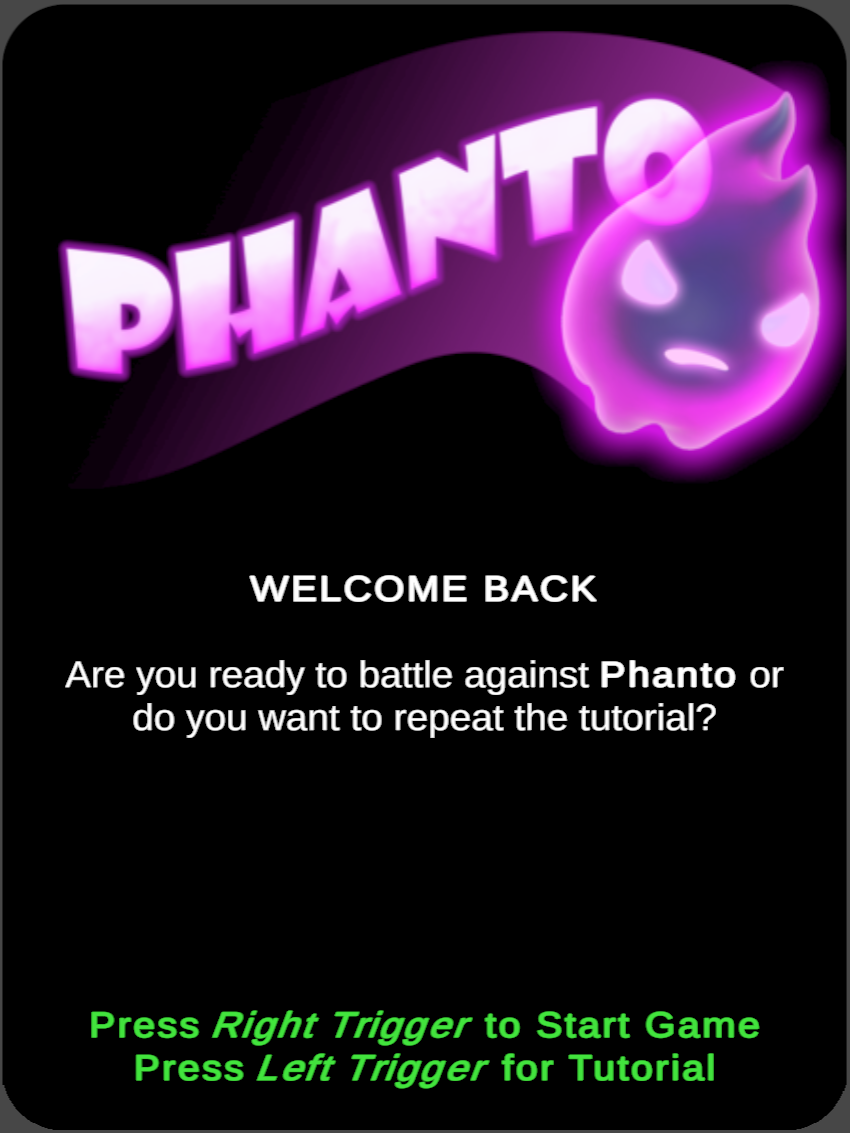 PHANTO
WELCOME BACK
Are you ready to battle against Phanto or
do you want to repeat the tutorial?
Press Right Trigger to Start Game
Press Left Trigger for Tutorial